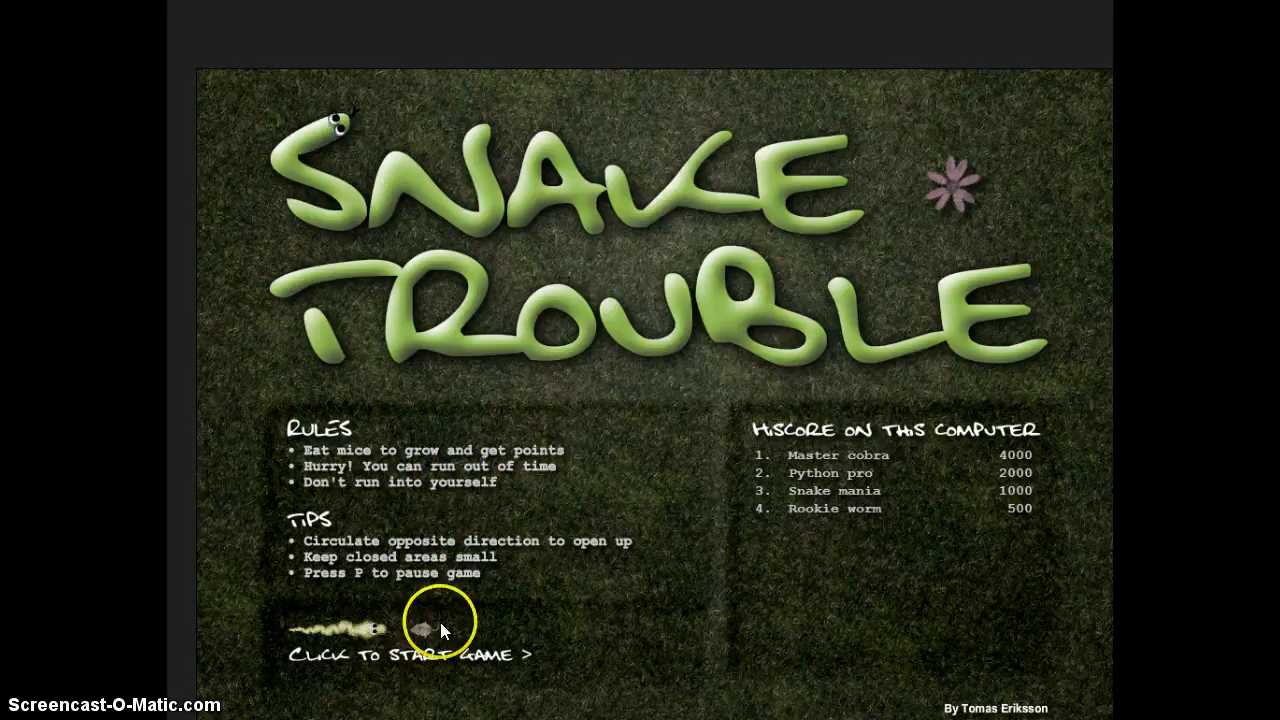 SNAKE
TROUBLE
RULES
• Eat mice to grow and get points
• Hurry! You can run out of time
• Don't run into yourself
TIPS
• Circulate opposite direction to open up
• Keep closed areas small
• Press P to pause game
CLICK TO START GAME >
HISCORE ON THIS COMPUTER
1. Master cobra 4000
2. Python pro 2000
3. Snake mania 1000
4. Rookie worm 500
By Tomas Eriksson
Screencast-O-Matic.com